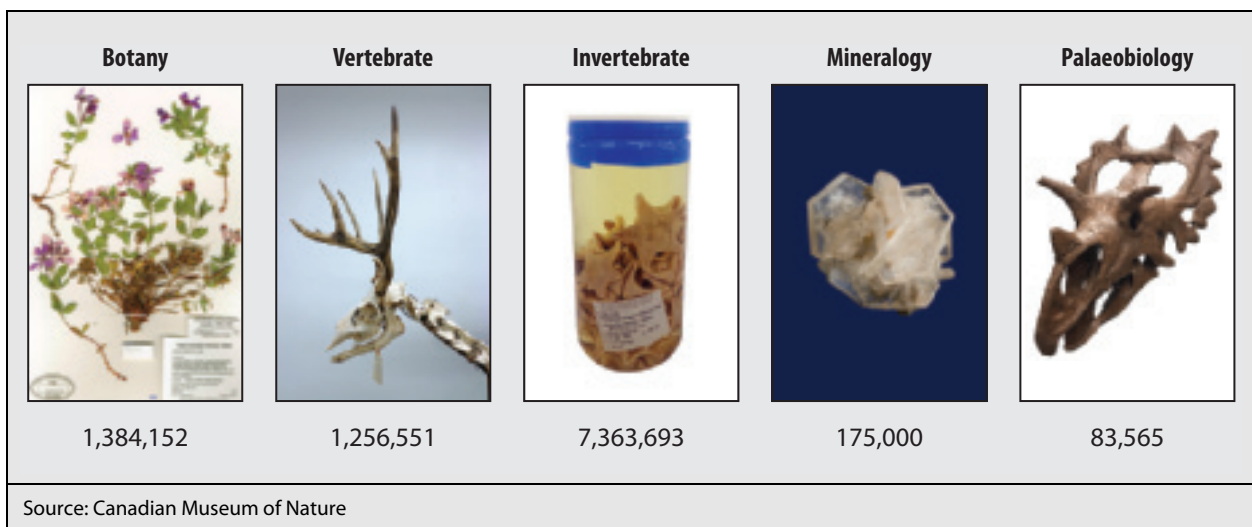 Botany
Vertebrate
Invertebrate
Mineralogy
Palaeobiology
1,384,152
1,256,551
7,363,693
175,000
83,565
Source: Canadian Museum of Nature